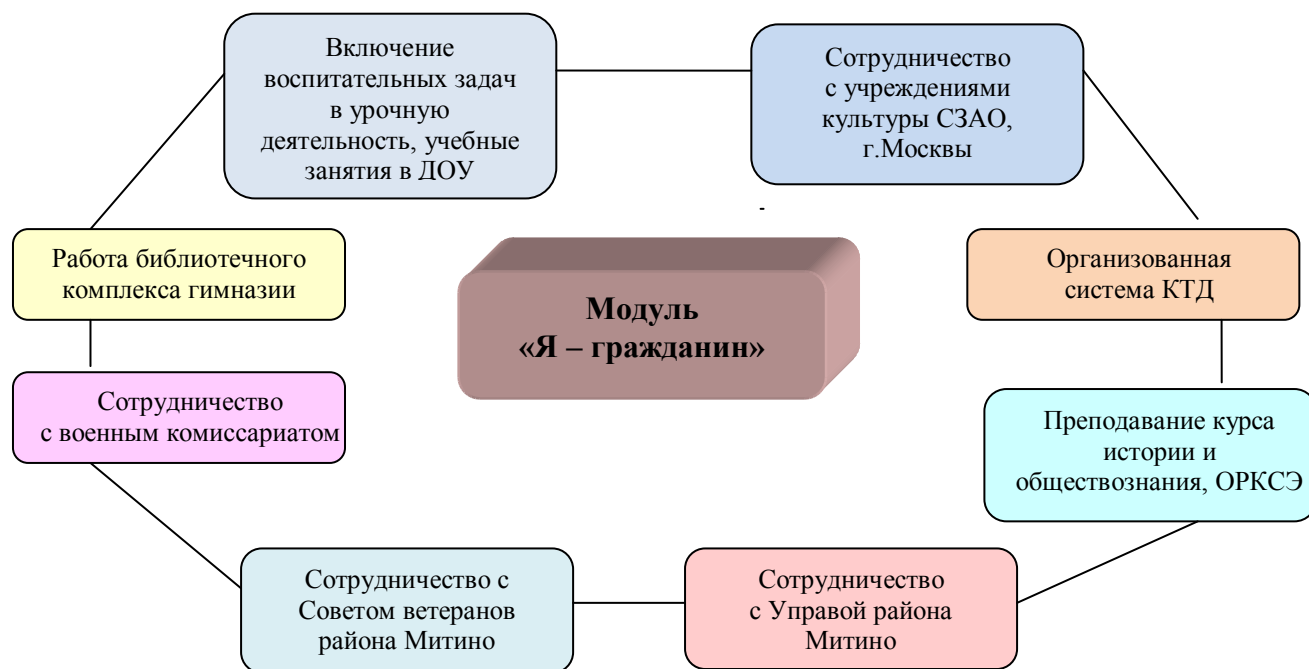 Включение
воспитательных задач
в урочную
деятельность, учебные
занятия в ДОУ
Сотрудничество
с учреждениями
культуры СЗАО,
г.Москвы
-
Работа библиотечного
комплекса гимназии
Модуль
«Я – гражданин»
Организованная
система КТД
Сотрудничество
с военным комиссариатом
Преподавание курса
истории и
обществознания, ОРКСЭ
Сотрудничество с
Советом ветеранов
района Митино
Сотрудничество
с Управой района
Митино